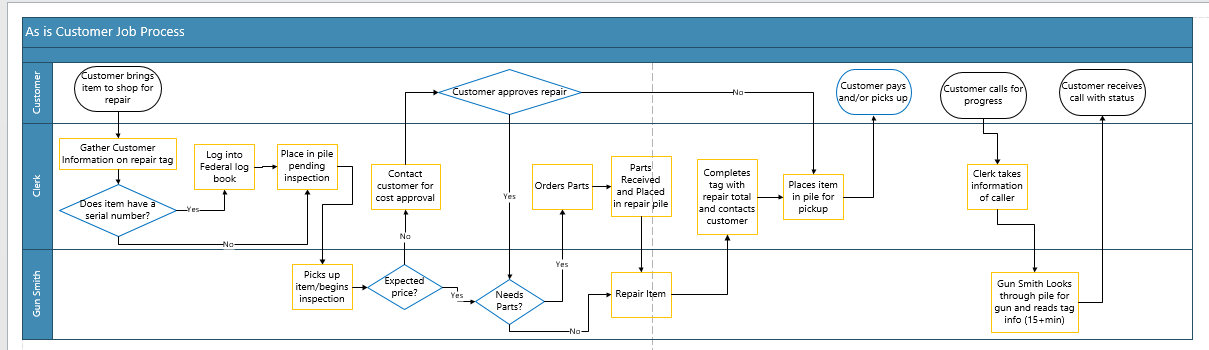 As is Customer Job Process
Customer
Customer brings
item to shop for
repair
Customer approves repair
No
Customer pays
and/or picks up
Customer calls for
progress
Customer receives
call with status
Clerk
Gather Customer
Information on repair tag
Does item have a
serial number?
Yes
No
Log into
Federal log
book
Place in pile
pending
inspection
Contact
customer for
cost approval
No
Yes
Orders Parts
Yes
Parts
Received
and Placed
in repair pile
Completes
tag with
repair total
and contacts
customer
Places item
in pile for
pickup
Clerk takes
information
of caller
Gun Smith
Picks up
item/begins
inspection
Expected
price?
Yes
Needs
Parts?
No
Repair Item
Gun Smith Looks
through pile for
gun and reads tag
info (15+min)